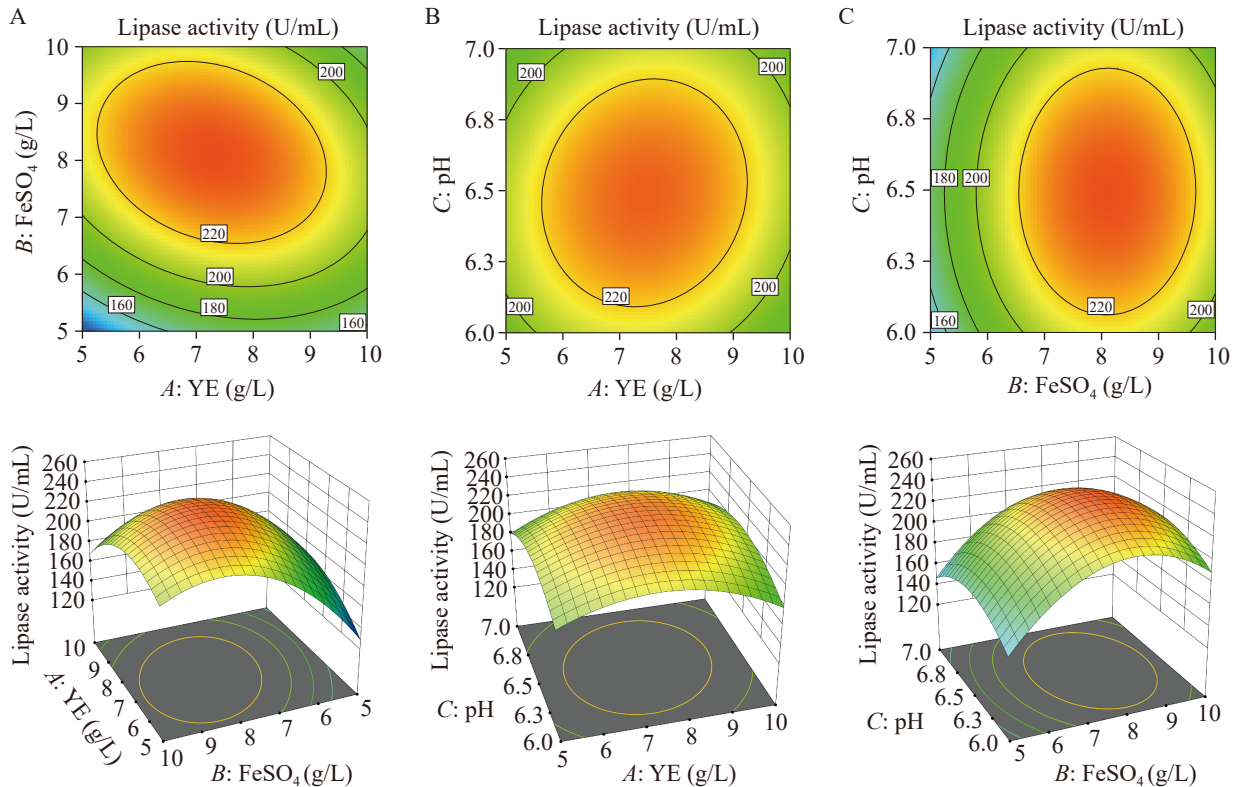 A
Lipase activity (U/mL)
B: FeSO₄ (g/L)
10
9
8
7
6
5
200
220
200
180
160
160
5 6 7 8 9 10
A: YE (g/L)
B
Lipase activity (U/mL)
C: pH
7.0
6.8
6.5
6.3
6.0
200
200
200
220
200
5 6 7 8 9 10
A: YE (g/L)
C
Lipase activity (U/mL)
C: pH
7.0
6.8
6.5
6.3
6.0
180
200
160
220
200
5 6 7 8 9 10
B: FeSO₄ (g/L)
Lipase activity (U/mL)
260
240
220
200
180
160
140
120
10
9
8
7
6
5
A: YE (g/L)
10 9 8 7 6 5
B: FeSO₄ (g/L)
Lipase activity (U/mL)
260
240
220
200
180
160
140
120
7.0
6.8
6.5
6.3
6.0
C: pH
5 6 7 8 9 10
A: YE (g/L)
Lipase activity (U/mL)
260
240
220
200
180
160
140
120
7.0
6.8
6.5
6.3
6.0
C: pH
5 6 7 8 9 10
B: FeSO₄ (g/L)